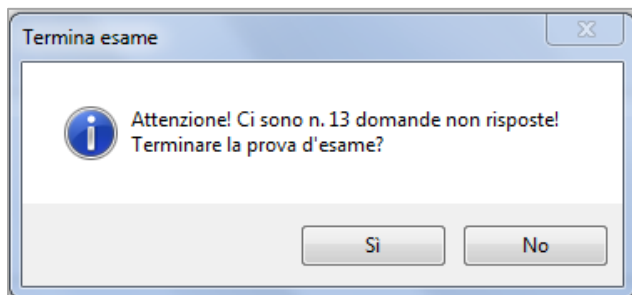 Termina esame
Attenzione! Ci sono n. 13 domande non risposte!
Terminare la prova d'esame?
Sì
No